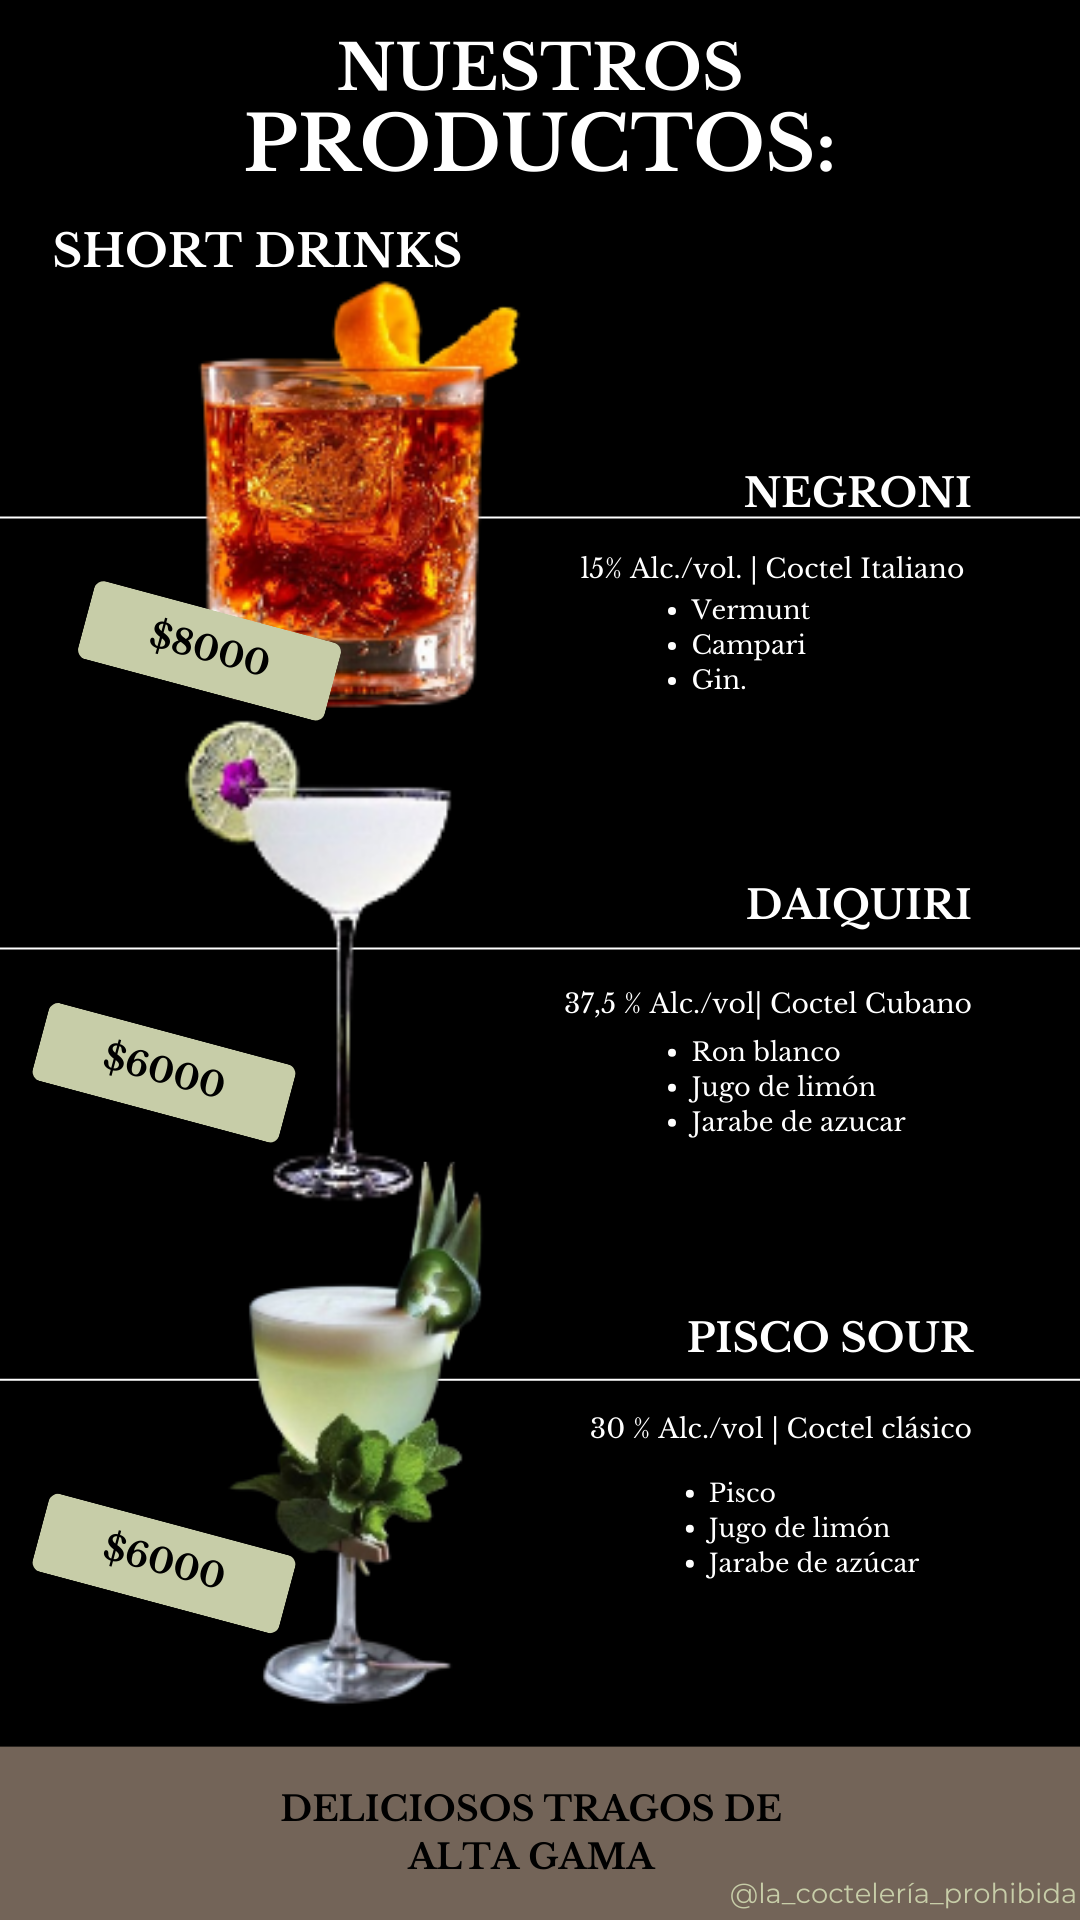 NUESTROS
PRODUCTOS:
SHORT DRINKS
NEGRONI
15% Alc./vol. | Coctel Italiano
• Vermunt
• Campari
• Gin.
$8000
DAIQUIRI
37,5 % Alc./vol| Coctel Cubano
• Ron blanco
• Jugo de limón
• Jarabe de azucar
$6000
PISCO SOUR
30 % Alc./vol | Coctel clásico
• Pisco
• Jugo de limón
• Jarabe de azúcar
$6000
DELICIOSOS TRAGOS DE
ALTA GAMA
@la_coctelería_prohibida